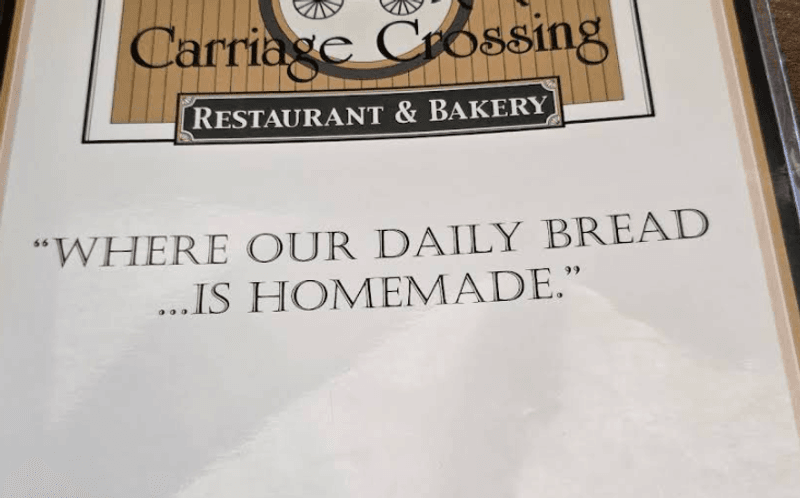 Carriage Crossing
RESTAURANT & BAKERY
“WHERE OUR DAILY BREAD
...IS HOMEMADE.”